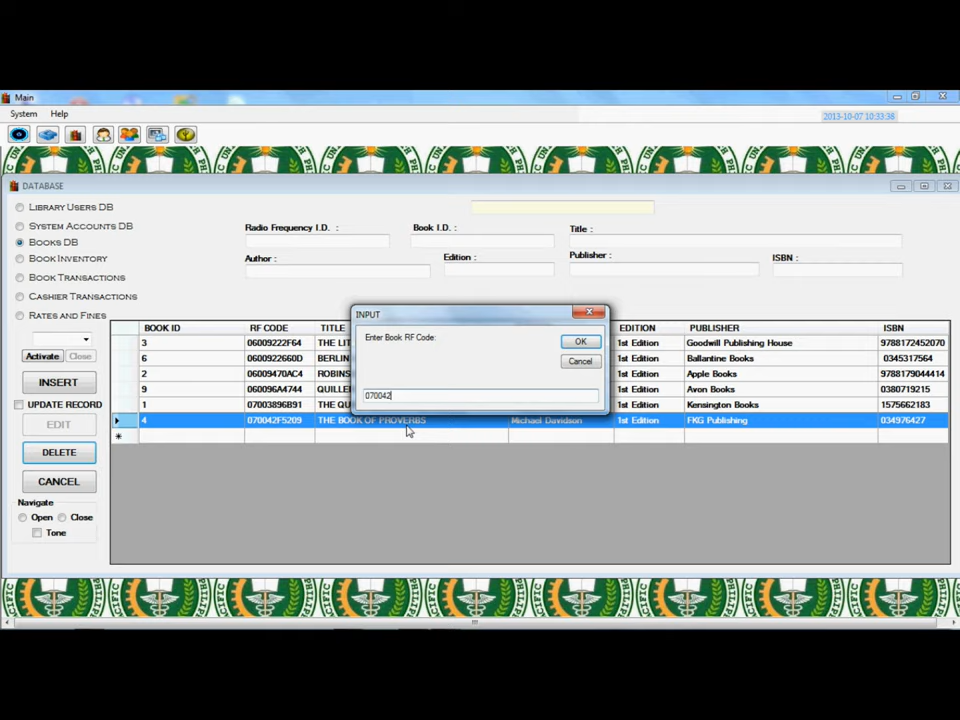 Main
System Help
2013-10-07 10:33:36
DATABASE
LIBRARY USERS DB
SYSTEM ACCOUNTS DB
BOOKS DB
BOOK INVENTORY
BOOK TRANSACTIONS
CASHIER TRANSACTIONS
RATES AND FINES
Radio Frequency I.D. : Book I.D. : Title :
Author : Edition : Publisher : ISBN :
Activate Close
INSERT
UPDATE RECORD
EDIT
DELETE
CANCEL
Navigate
Open Close
Tone
BOOK ID RF CODE TITLE EDITION PUBLISHER ISBN
3 06009222F64 THE LIT 1st Edition Goodwill Publishing House 9788172452070
6 0600922660D BERLIN 1st Edition Ballantine Books 0345317564
2 06009470AC4 ROBINS 1st Edition Apple Books 9788179044414
9 060096A4744 QUILLE 1st Edition Avon Books 0380719215
1 07003896B91 THE QU 1st Edition Kensington Books 1575662183
4 070042F5209 THE BOOK OF PROVERBS Michael Davidson 1st Edition FKG Publishing 034976427
INPUT
Enter Book RF Code:
OK
Cancel
070042